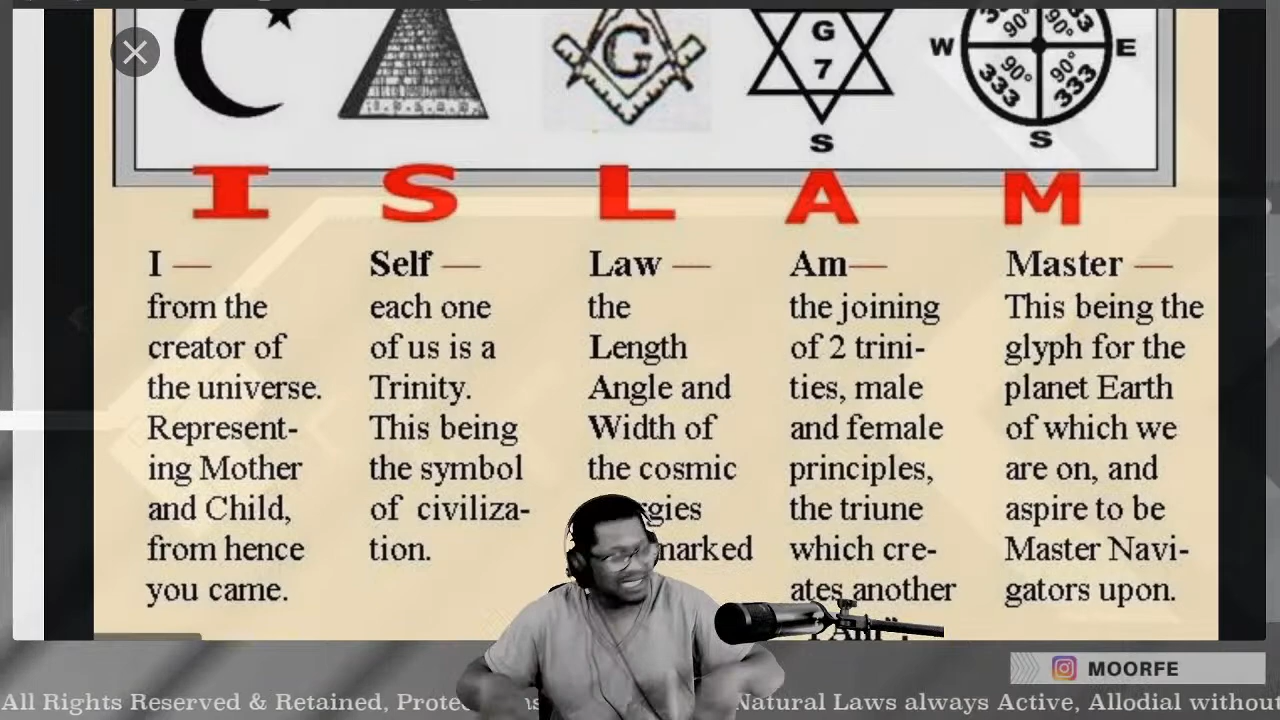 G
G
7
W
E
90°
90°
90°
90°
333
333
S
S
I S L A M
I —
from the
creator of
the universe.
Represent-
ing Mother
and Child,
from hence
you came.
Self —
each one
of us is a
Trinity.
This being
the symbol
of civiliza-
tion.
Law —
the
Length
Angle and
Width of
the cosmic
Am—
the joining
of 2 trini-
ties, male
and female
principles,
the triune
which cre-
ates another
Master —
This being the
glyph for the
planet Earth
of which we
are on, and
aspire to be
Master Navi-
gators upon.
MOORFE
All Rights Reserved & Retained, Natural Laws always Active, Allodial without